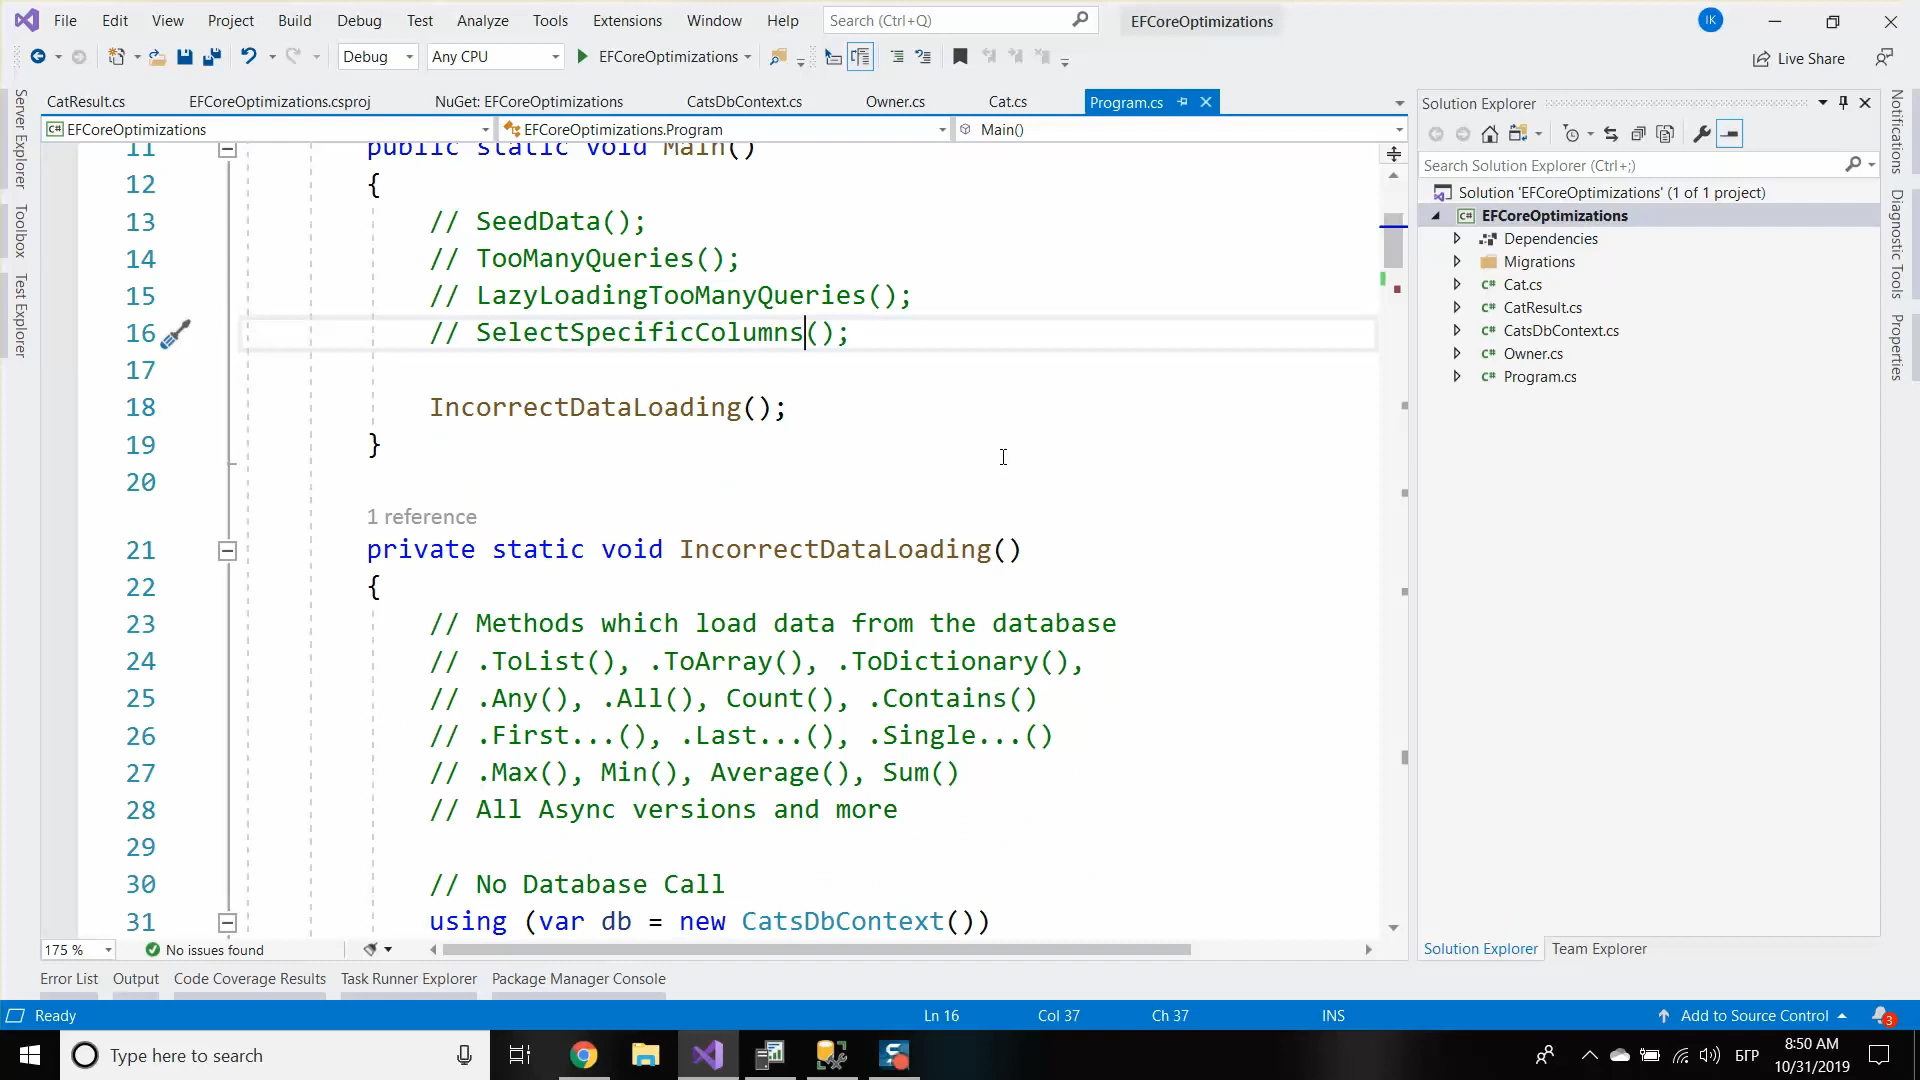 File Edit View Project Build Debug Test Analyze Tools Extensions Window Help Search (Ctrl+Q) EFCoreOptimizations IK
Debug Any CPU EFCoreOptimizations Live Share
CatResult.cs EFCoreOptimizations.csproj NuGet: EFCoreOptimizations CatsDbContext.cs Owner.cs Cat.cs Program.cs
EFCoreOptimizations EFCoreOptimizations.Program Main()
11 public static void Main()
12 {
13 // SeedData();
14 // TooManyQueries();
15 // LazyLoadingTooManyQueries();
16 // SelectSpecificColumns();
17
18 IncorrectDataLoading();
19 }
20
1 reference
21 private static void IncorrectDataLoading()
22 {
23 // Methods which load data from the database
24 // .ToList(), .ToArray(), .ToDictionary(),
25 // .Any(), .All(), Count(), .Contains()
26 // .First...(), .Last...(), .Single...()
27 // .Max(), Min(), Average(), Sum()
28 // All Async versions and more
29
30 // No Database Call
31 using (var db = new CatsDbContext())
175 % No issues found
Server Explorer
Toolbox
Test Explorer
Solution Explorer
Search Solution Explorer (Ctrl+;)
Solution 'EFCoreOptimizations' (1 of 1 project)
EFCoreOptimizations
Dependencies
Migrations
Cat.cs
CatResult.cs
CatsDbContext.cs
Owner.cs
Program.cs
Solution Explorer Team Explorer
Notifications
Diagnostic Tools
Properties
Error List Output Code Coverage Results Task Runner Explorer Package Manager Console
Ready Ln 16 Col 37 Ch 37 INS Add to Source Control 3
Type here to search БГР 8:50 AM
10/31/2019